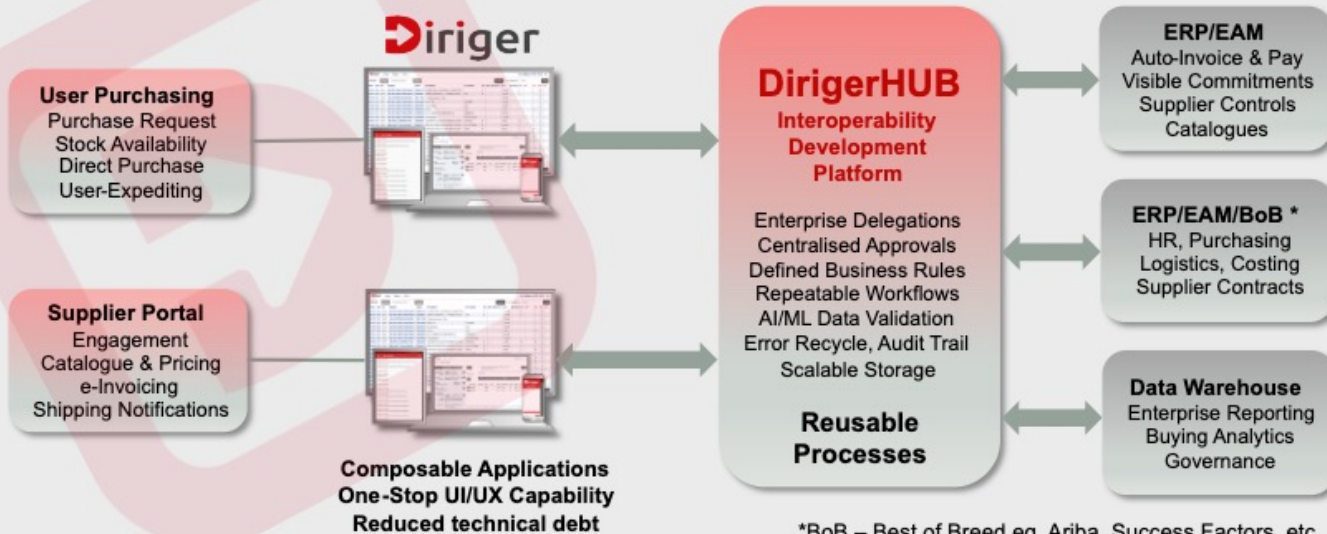 Diriger
User Purchasing
Purchase Request
Stock Availability
Direct Purchase
User-Expediting
Supplier Portal
Engagement
Catalogue & Pricing
e-Invoicing
Shipping Notifications
Composable Applications
One-Stop UI/UX Capability
Reduced technical debt
DirigerHUB
Interoperability
Development
Platform
Enterprise Delegations
Centralised Approvals
Defined Business Rules
Repeatable Workflows
AI/ML Data Validation
Error Recycle, Audit Trail
Scalable Storage
Reusable
Processes
ERP/EAM
Auto-Invoice & Pay
Visible Commitments
Supplier Controls
Catalogues
ERP/EAM/BoB *
HR, Purchasing
Logistics, Costing
Supplier Contracts
Data Warehouse
Enterprise Reporting
Buying Analytics
Governance
*BoB – Best of Breed eg. Ariba, Success Factors, etc